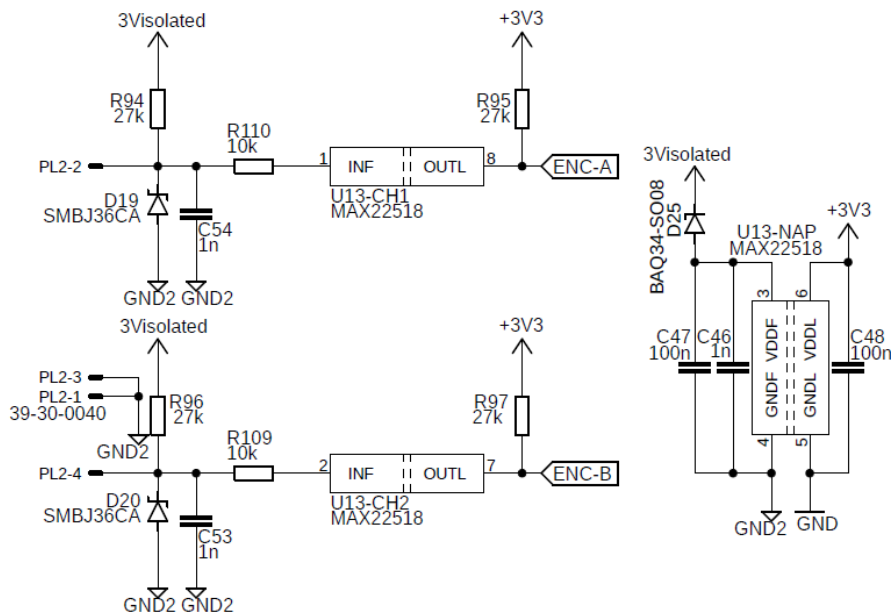 3Visolated
+3V3
R94
27k
R95
27k
R110
10k
PL2-2
1
INF
OUTL
8
ENC-A
U13-CH1
MAX22518
D19
SMBJ36CA
C54
1n
GND2
GND2
3Visolated
+3V3
PL2-3
PL2-1
39-30-0040
GND2
R96
27k
R97
27k
R109
10k
PL2-4
2
INF
OUTL
7
ENC-B
U13-CH2
MAX22518
D20
SMBJ36CA
C53
1n
GND2
GND2
3Visolated
+3V3
BAQ34-SO08
D25
U13-NAP
MAX22518
3
6
VDDF
VDDL
GNDF
GNDL
4
5
C47
100n
C46
1n
C48
100n
GND2
GND